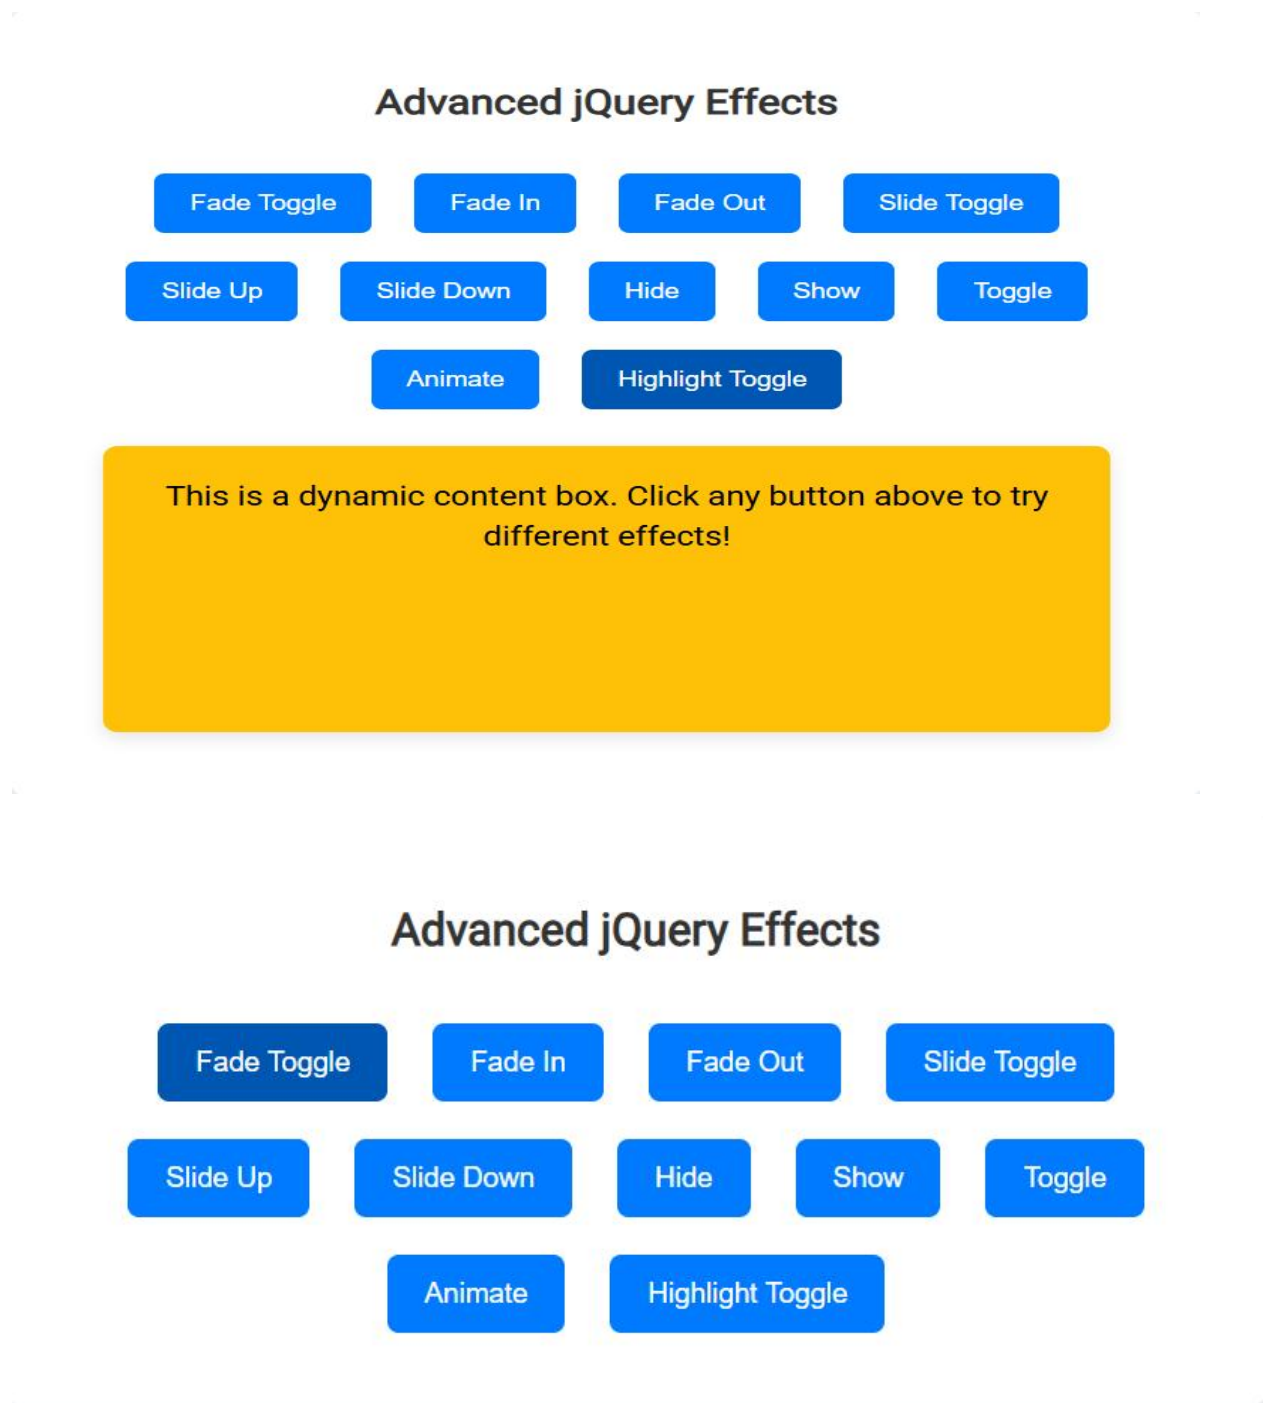 Advanced jQuery Effects
Fade Toggle Fade In Fade Out Slide Toggle
Slide Up Slide Down Hide Show Toggle
Animate Highlight Toggle
This is a dynamic content box. Click any button above to try
different effects!
Advanced jQuery Effects
Fade Toggle Fade In Fade Out Slide Toggle
Slide Up Slide Down Hide Show Toggle
Animate Highlight Toggle